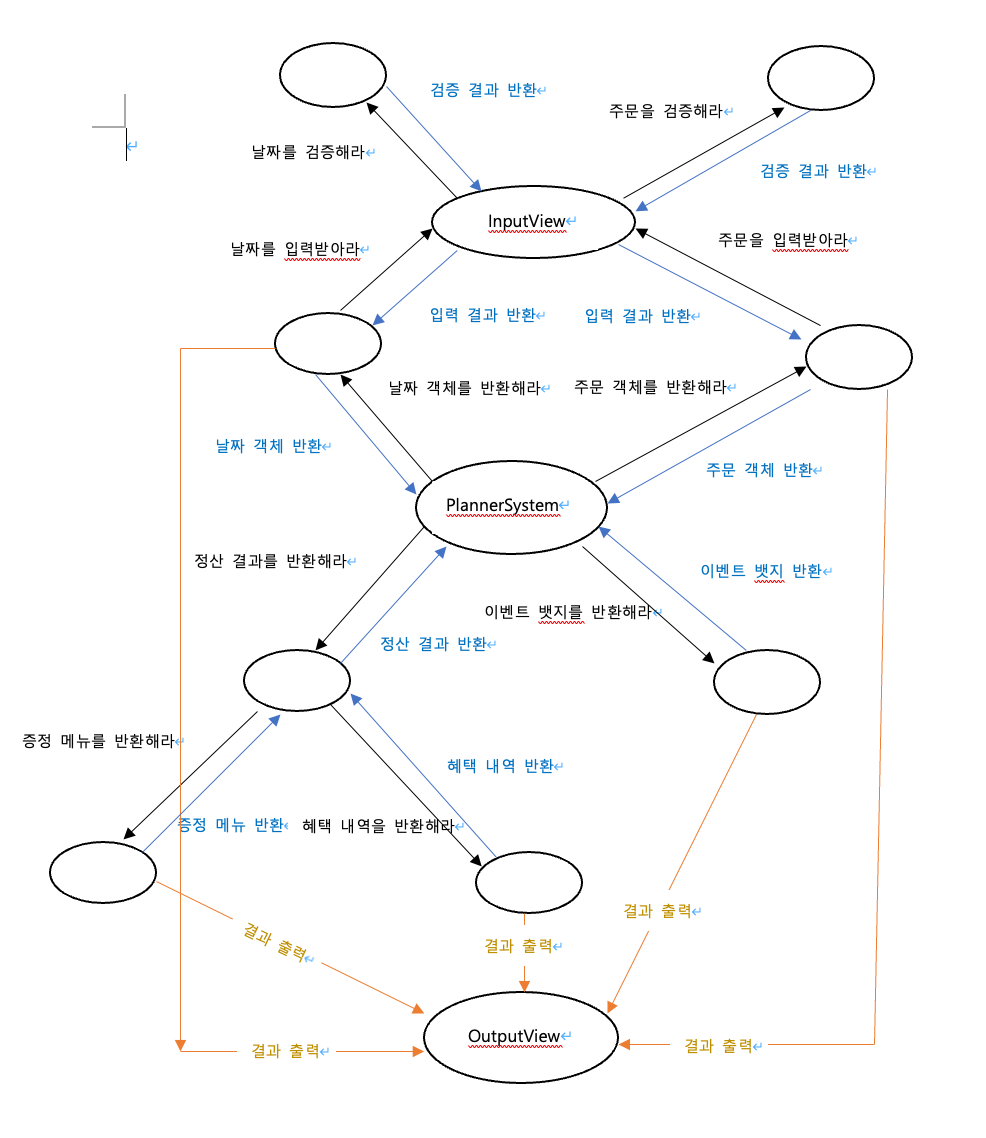 검증 결과 반환
주문을 검증해라
날짜를 검증해라
검증 결과 반환
InputView
날짜를 입력받아라
주문을 입력받아라
입력 결과 반환
입력 결과 반환
날짜 객체를 반환해라
주문 객체를 반환해라
날짜 객체 반환
주문 객체 반환
PlannerSystem
정산 결과를 반환해라
이벤트 뱃지 반환
이벤트 뱃지를 반환해라
정산 결과 반환
증정 메뉴를 반환해라
혜택 내역 반환
증정 메뉴 반환
혜택 내역을 반환해라
결과 출력
결과 출력
결과 출력
OutputView
결과 출력
결과 출력